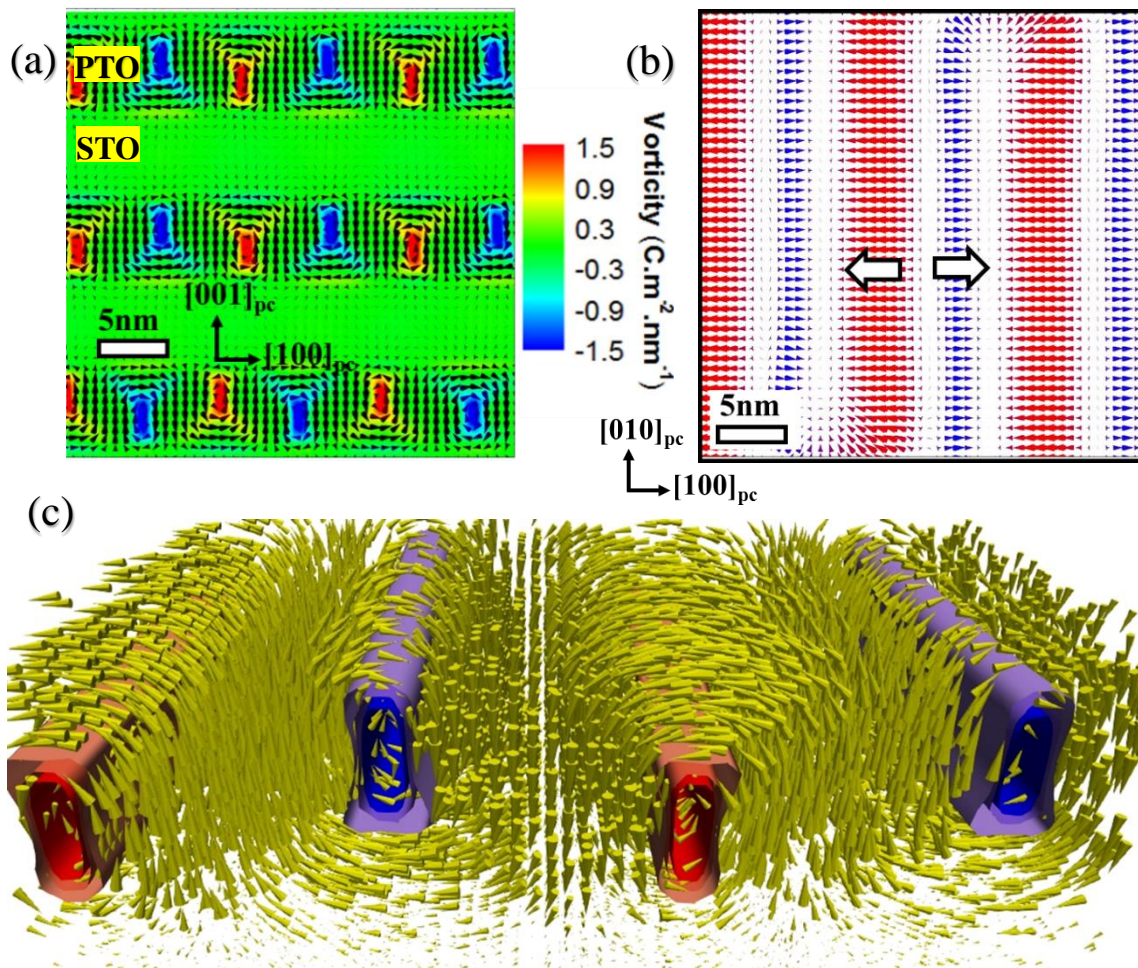 (a)
PTO
STO
[001]pc
5nm
[100]pc
1.5
0.9
0.3
-0.3
-0.9
-1.5
Vorticity (C.m-2.nm-1)
(b)
5nm
[010]pc
[100]pc
(c)